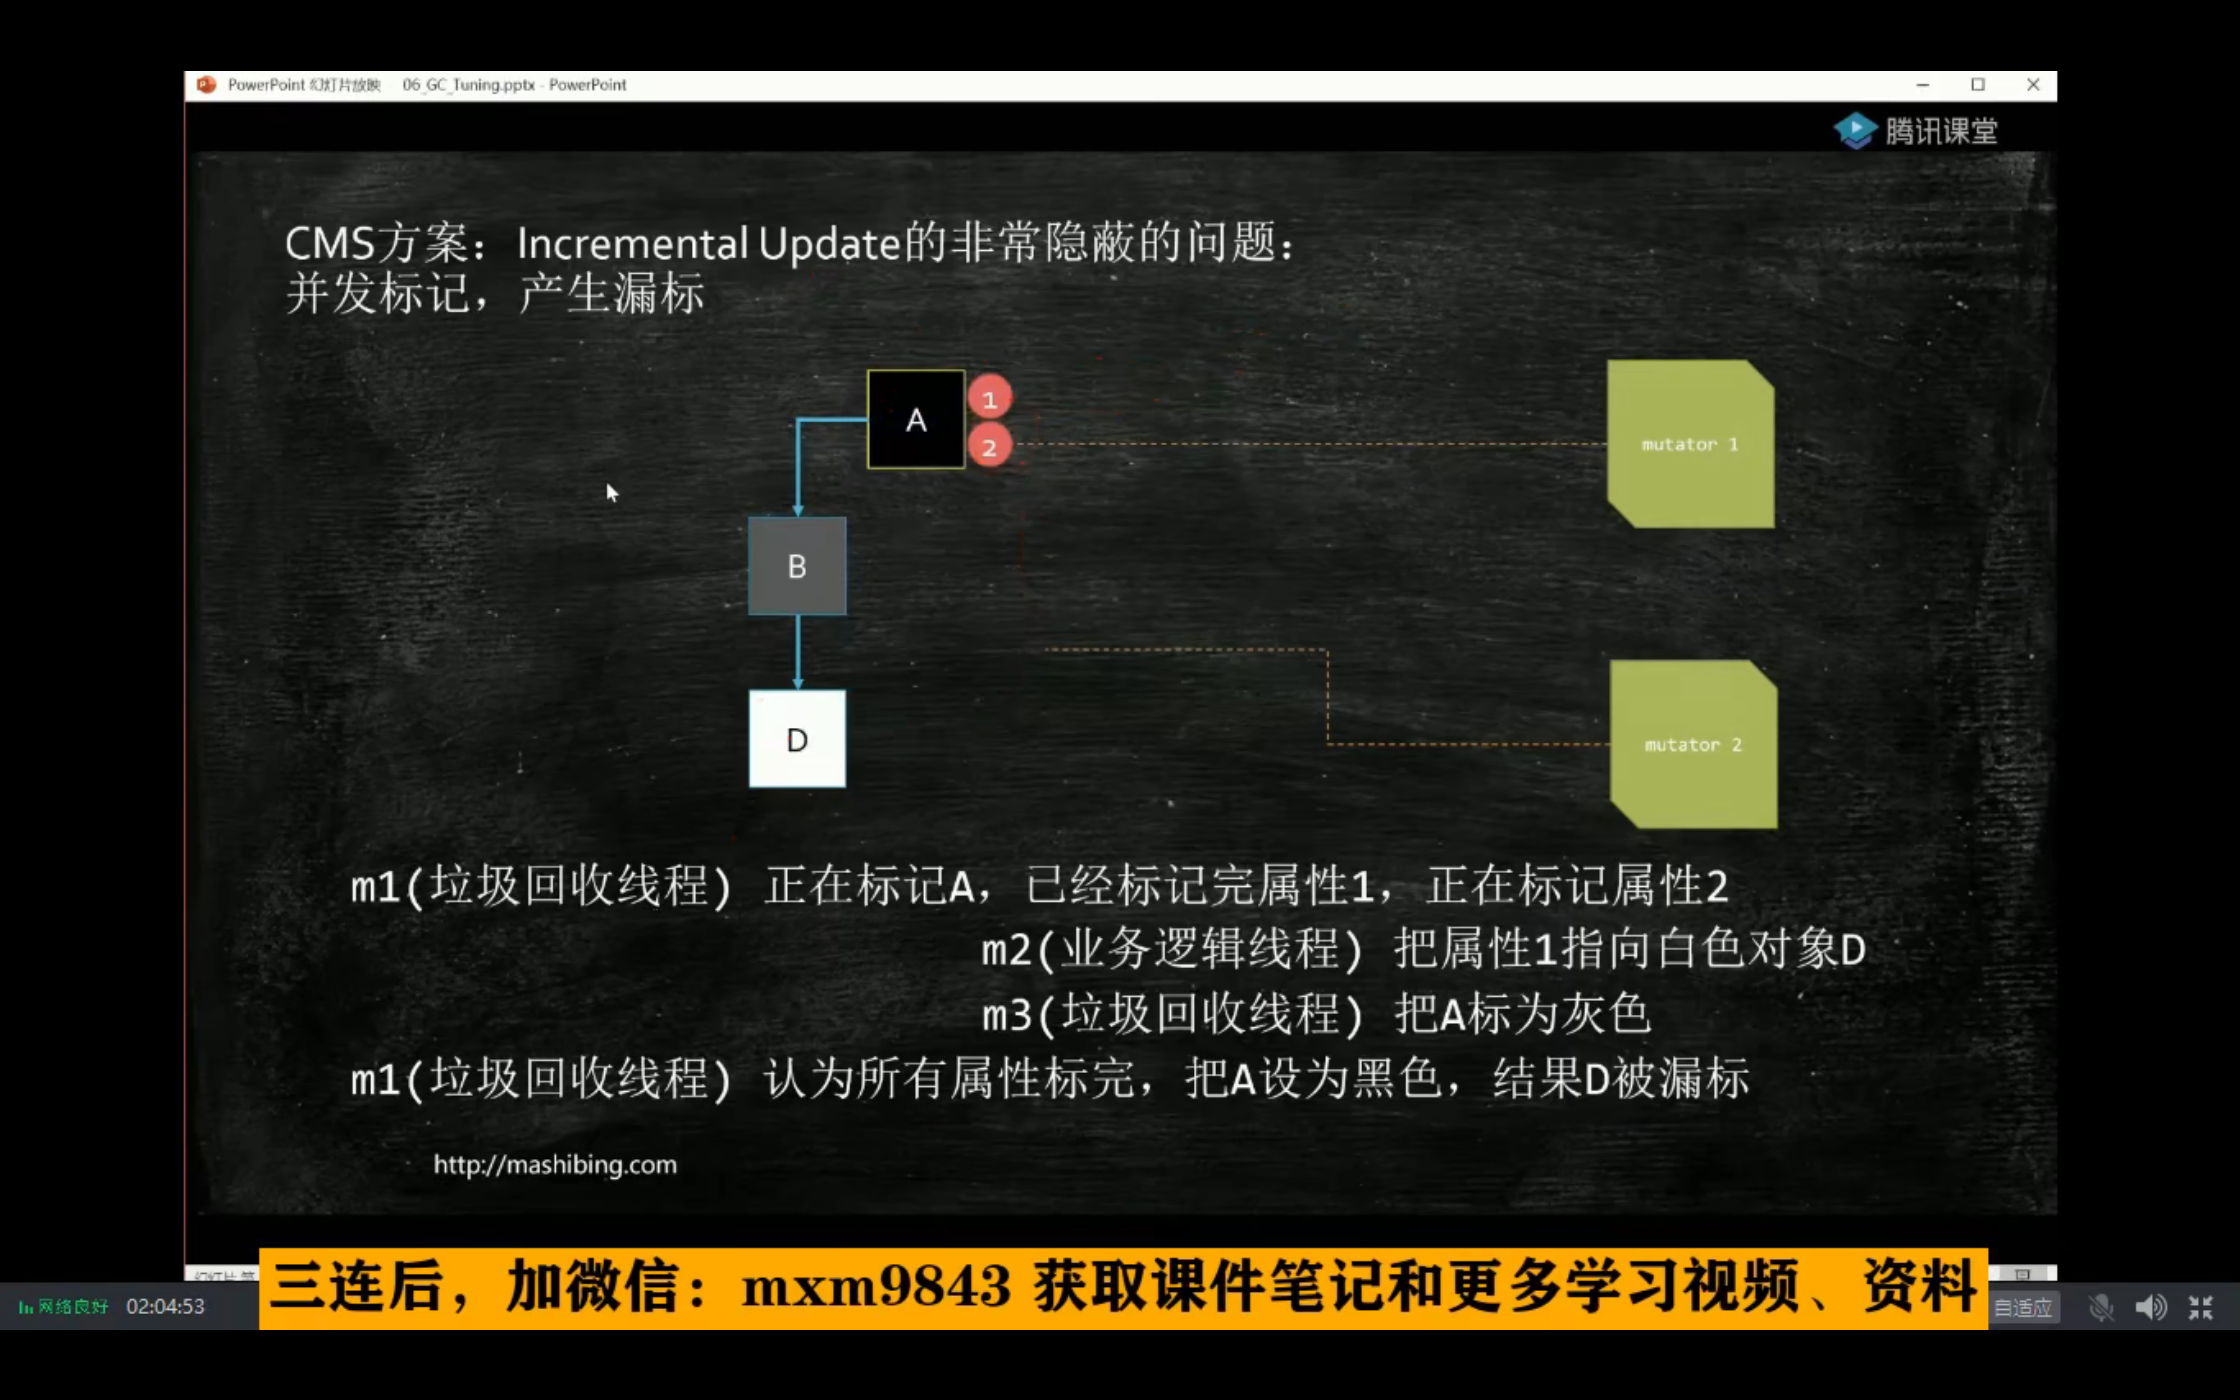 PowerPoint 幻灯片放映 06_GC_Tuning.pptx - PowerPoint
腾讯课堂
CMS方案：Incremental Update的非常隐蔽的问题：
并发标记，产生漏标
A
1
2
mutator 1
B
mutator 2
D
m1(垃圾回收线程) 正在标记A，已经标记完属性1，正在标记属性2
m2(业务逻辑线程) 把属性1指向白色对象D
m3(垃圾回收线程) 把A标为灰色
m1(垃圾回收线程) 认为所有属性标完，把A设为黑色，结果D被漏标
http://mashibing.com
三连后，加微信：mxm9843 获取课件笔记和更多学习视频、资料
网络良好 02:04:53
自适应